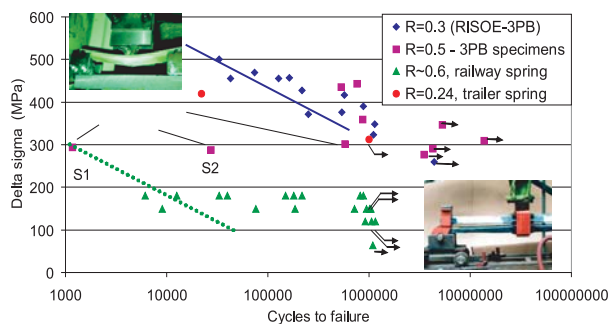 600
500
400
300
200
100
0
Delta sigma (MPa)
R=0.3 (RISOE-3PB)
R=0.5 - 3PB specimens
R~0.6, railway spring
R=0.24, trailer spring
S1
S2
1000 10000 100000 1000000 10000000 100000000
Cycles to failure